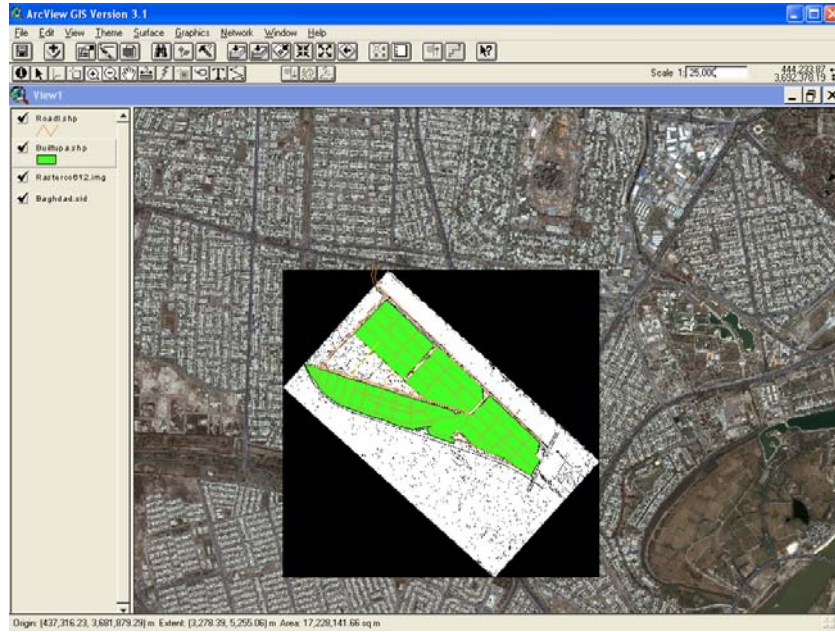 ArcView GIS Version 3.1
File Edit View Theme Surface Graphics Network Window Help
Scale 1: 25,000
444,233.87
3,692,378.19
View1
Roadl.shp
Builtupa.shp
Rasterco612.img
Baghdad.sid
Origin: (437,316.23, 3,681,879.29) m Extent: (3,278.39, 5,255.06) m Area: 17,228,141.66 sq m